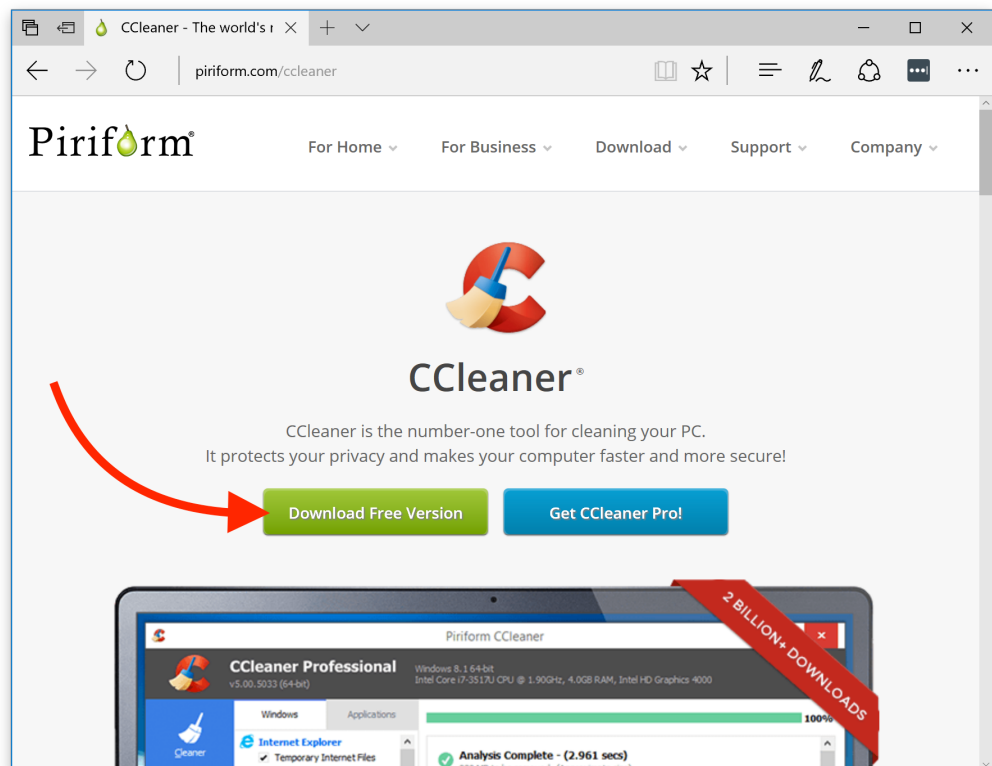 CCleaner - The world's r
piriform.com/ccleaner
Piriform®
For Home
For Business
Download
Support
Company
CCleaner®
CCleaner is the number-one tool for cleaning your PC.
It protects your privacy and makes your computer faster and more secure!
Download Free Version
Get CCleaner Pro!
2 BILLION+ DOWNLOADS
Piriform CCleaner
CCleaner Professional
v5.00.5033 (64-bit)
Windows 8.1 64-bit
Intel Core i7-3517U CPU @ 1.90GHz, 4.0GB RAM, Intel HD Graphics 4000
Windows
Applications
100%
Cleaner
Internet Explorer
Temporary Internet Files
Analysis Complete - (2.961 secs)